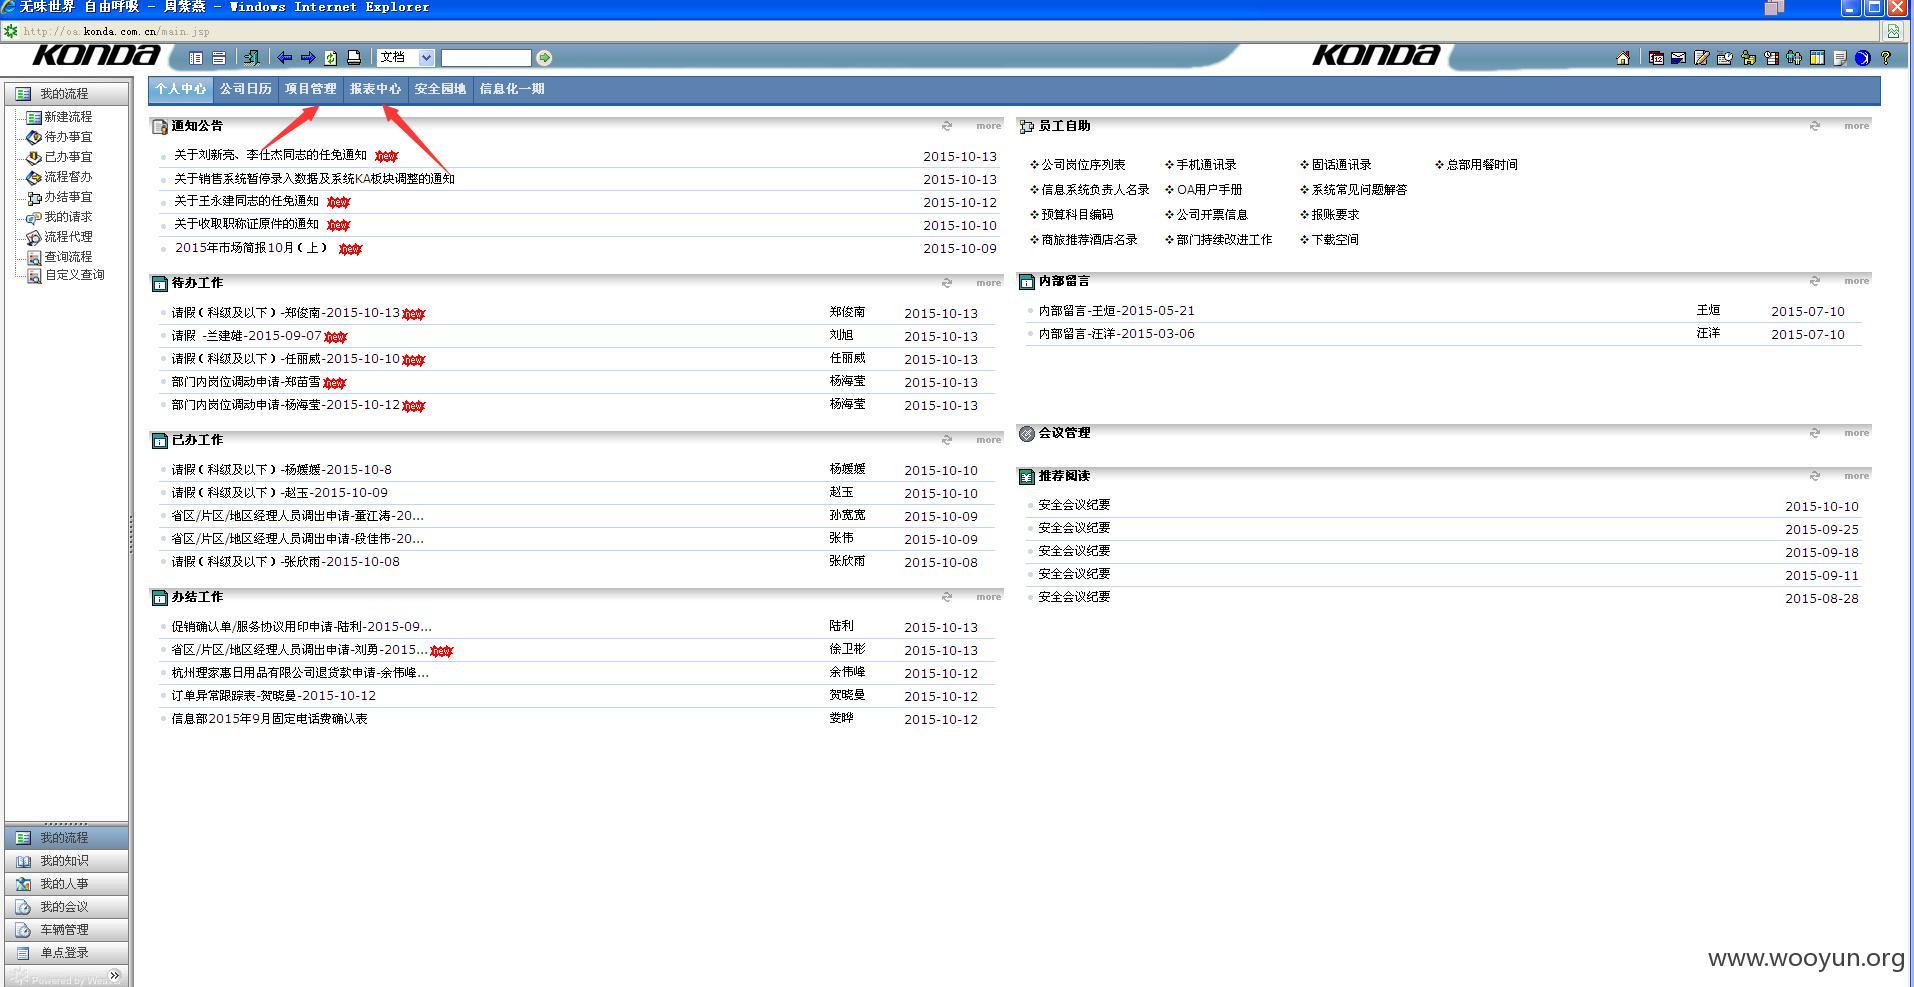 无味世界 自由呼吸 - 周紫燕 - Windows Internet Explorer
http://oa.konda.com.cn/main.jsp
KONDA
文档
KONDA
我的流程
新建流程
待办事宜
已办事宜
流程督办
办结事宜
我的请求
流程代理
查询流程
自定义查询
我的流程
我的知识
我的人事
我的会议
车辆管理
单点登录
Powered by
个人中心 公司日历 项目管理 报表中心 安全园地 信息化一期
通知公告 more
关于刘新亮、李仕杰同志的任免通知 new 2015-10-13
关于销售系统暂停录入数据及系统KA板块调整的通知 2015-10-13
关于王永建同志的任免通知 new 2015-10-12
关于收取职称证原件的通知 new 2015-10-10
2015年市场简报10月（上） new 2015-10-09
待办工作 more
请假（科级及以下）-郑俊南-2015-10-13 new 郑俊南 2015-10-13
请假 -兰建雄-2015-09-07 new 刘旭 2015-10-13
请假（科级及以下）-任丽威-2015-10-10 new 任丽威 2015-10-13
部门内岗位调动申请-郑苗雪 new 杨海莹 2015-10-13
部门内岗位调动申请-杨海莹-2015-10-12 new 杨海莹 2015-10-13
已办工作 more
请假（科级及以下）-杨媛媛-2015-10-8 杨媛媛 2015-10-10
请假（科级及以下）-赵玉-2015-10-09 赵玉 2015-10-10
省区/片区/地区经理人员调出申请-董江涛-20... 孙宽宽 2015-10-09
省区/片区/地区经理人员调出申请-段佳伟-20... 张伟 2015-10-09
请假（科级及以下）-张欣雨-2015-10-08 张欣雨 2015-10-08
办结工作 more
促销确认单/服务协议用印申请-陆利-2015-09... 陆利 2015-10-13
省区/片区/地区经理人员调出申请-刘勇-2015... new 徐卫彬 2015-10-13
杭州理家惠日用品有限公司退货款申请-余伟峰... 余伟峰 2015-10-12
订单异常跟踪表-贺晓曼-2015-10-12 贺晓曼 2015-10-12
信息部2015年9月固定电话费确认表 娄晔 2015-10-12
员工自助 more
公司岗位序列表 手机通讯录 固话通讯录 总部用餐时间
信息系统负责人名录 OA用户手册 系统常见问题解答
预算科目编码 公司开票信息 报账要求
商旅推荐酒店名录 部门持续改进工作 下载空间
内部留言 more
内部留言-王烜-2015-05-21 王烜 2015-07-10
内部留言-汪洋-2015-03-06 汪洋 2015-07-10
会议管理 more
推荐阅读 more
安全会议纪要 2015-10-10
安全会议纪要 2015-09-25
安全会议纪要 2015-09-18
安全会议纪要 2015-09-11
安全会议纪要 2015-08-28
www.wooyun.org